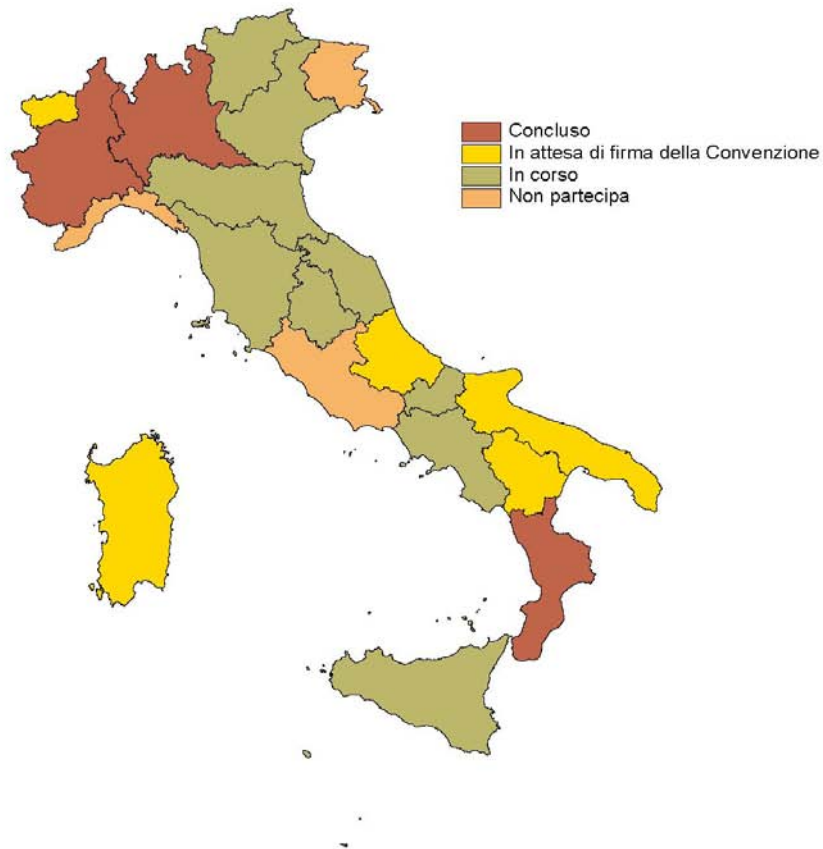 Concluso
In attesa di firma della Convenzione
In corso
Non partecipa